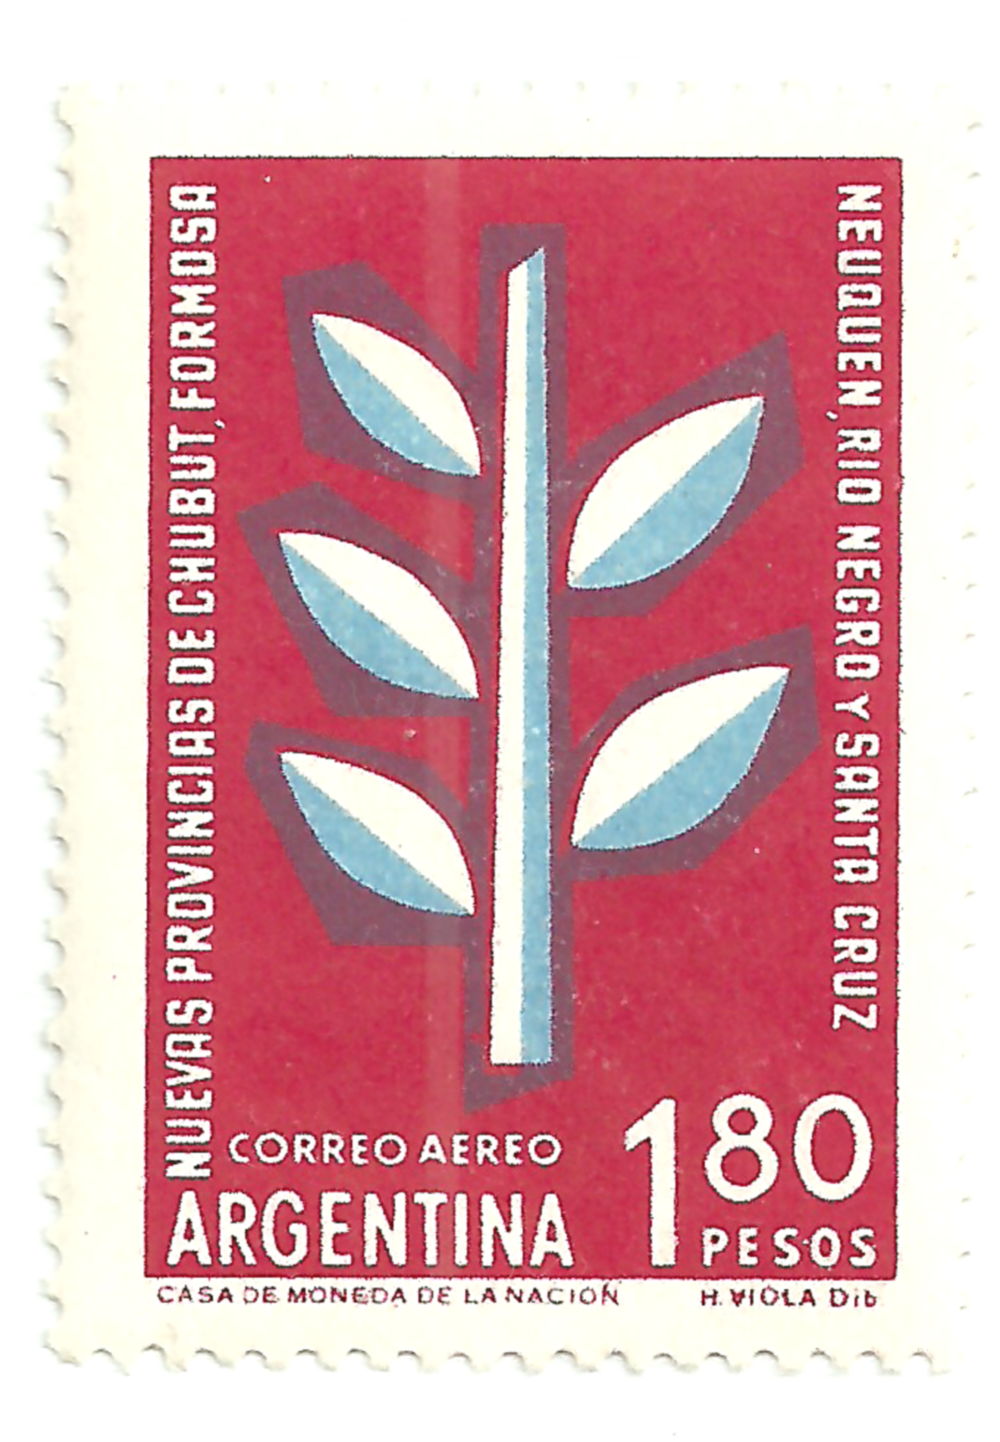 NUEVAS PROVINCIAS DE CHUBUT, FORMOSA
NEUQUEN, RIO NEGRO Y SANTA CRUZ
CORREO AEREO
ARGENTINA
180
PESOS
CASA DE MONEDA DE LA NACIÓN
H. VIOLA Dib